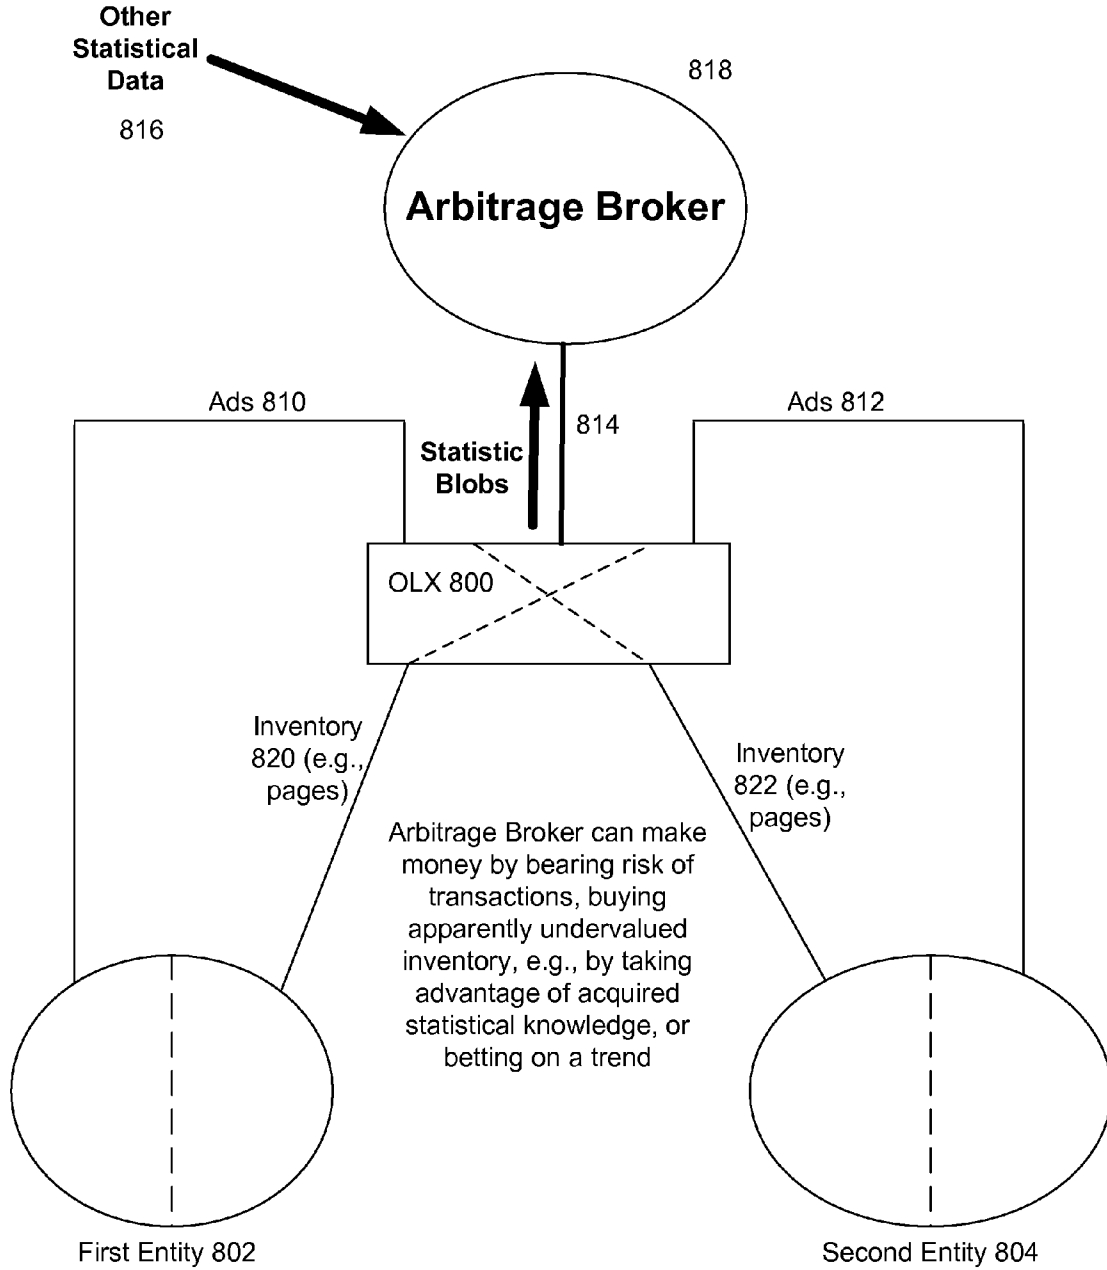 Other
Statistical
Data
816
818
Arbitrage Broker
Ads 810
Ads 812
814
Statistic
Blobs
OLX 800
Inventory
820 (e.g.,
pages)
Inventory
822 (e.g.,
pages)
Arbitrage Broker can make
money by bearing risk of
transactions, buying
apparently undervalued
inventory, e.g., by taking
advantage of acquired
statistical knowledge, or
betting on a trend
First Entity 802
Second Entity 804